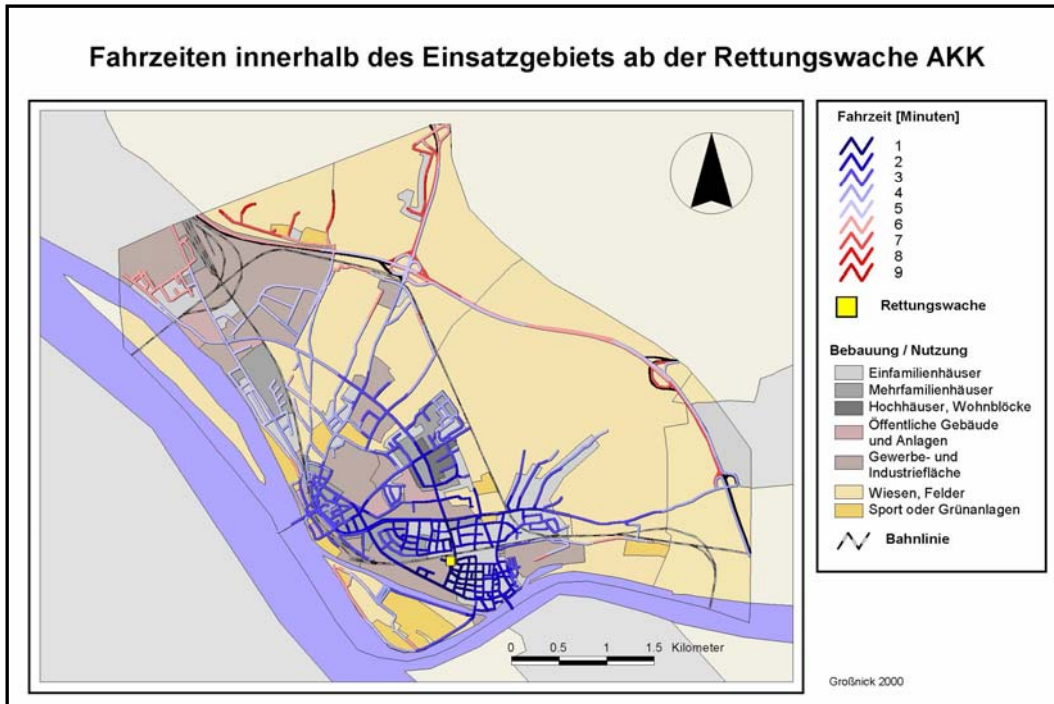 Fahrzeiten innerhalb des Einsatzgebiets ab der Rettungswache AKK
Fahrzeit [Minuten]
1
2
3
4
5
6
7
8
9
Rettungswache
Bebauung / Nutzung
Einfamilienhäuser
Mehrfamilienhäuser
Hochhäuser, Wohnblöcke
Öffentliche Gebäude
und Anlagen
Gewerbe- und
Industriefläche
Wiesen, Felder
Sport oder Grünanlagen
Bahnlinie
0 0.5 1 1.5 Kilometer
Großnick 2000